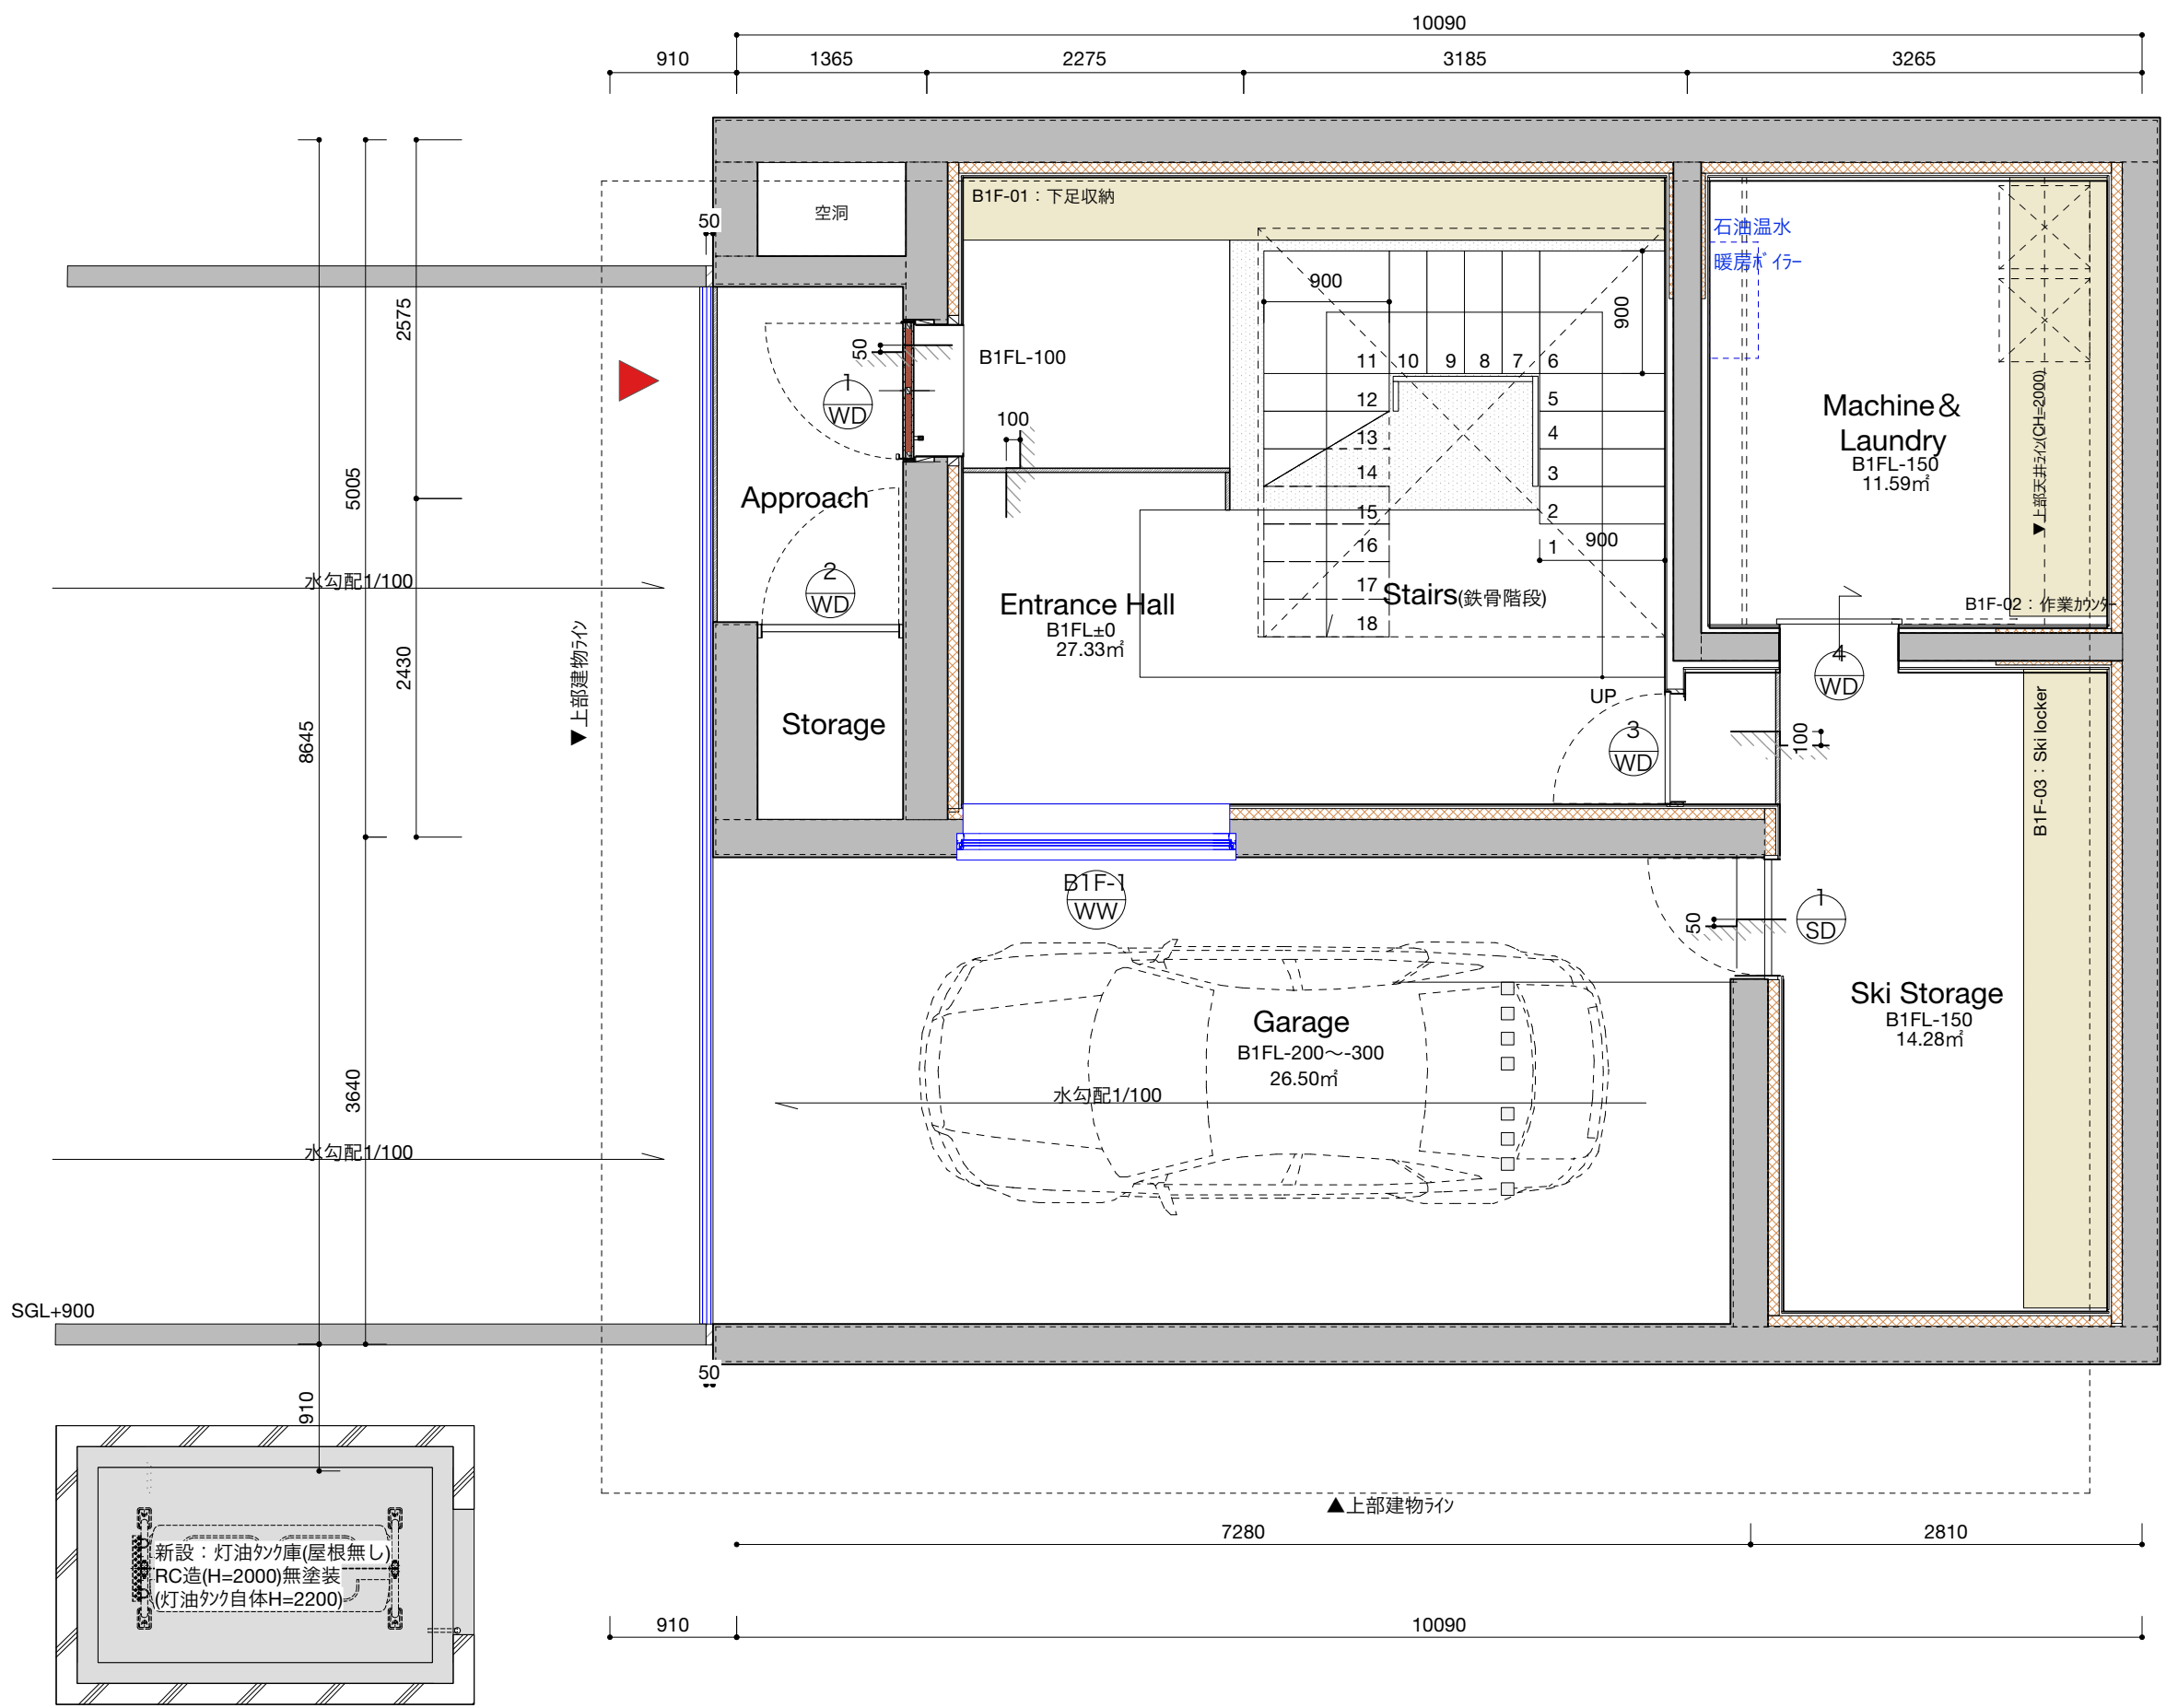 10090
910
1365
2275
3185
3265
B1F-01：下足収納
空洞
50
石油温水
暖房ﾎﾞｲﾗｰ
2575
900
900
50
B1FL-100
11
10
9
8
7
6
1
WD
12
5
100
13
4
14
3
15
2
16
1
900
17
18
Machine＆
Laundry
B1FL-150
11.59㎡
▼上部天井ﾗｲﾝ(CH=2000)
Approach
5005
水勾配1/100
2
WD
Entrance Hall
B1FL±0
27.33㎡
Stairs(鉄骨階段)
B1F-02：作業ｶｳﾝﾀｰ
2430
▼上部建物ﾗｲﾝ
4
WD
UP
Storage
8645
3
WD
100
B1F-03：Ski locker
B1F-1
WW
50
1
SD
Ski Storage
B1FL-150
14.28㎡
Garage
B1FL-200〜-300
26.50㎡
水勾配1/100
3640
水勾配1/100
SGL+900
50
910
▲上部建物ﾗｲﾝ
7280
2810
新設：灯油ﾀﾝｸ庫(屋根無し)
RC造(H=2000)無塗装
(灯油ﾀﾝｸ自体H=2200)
910
10090